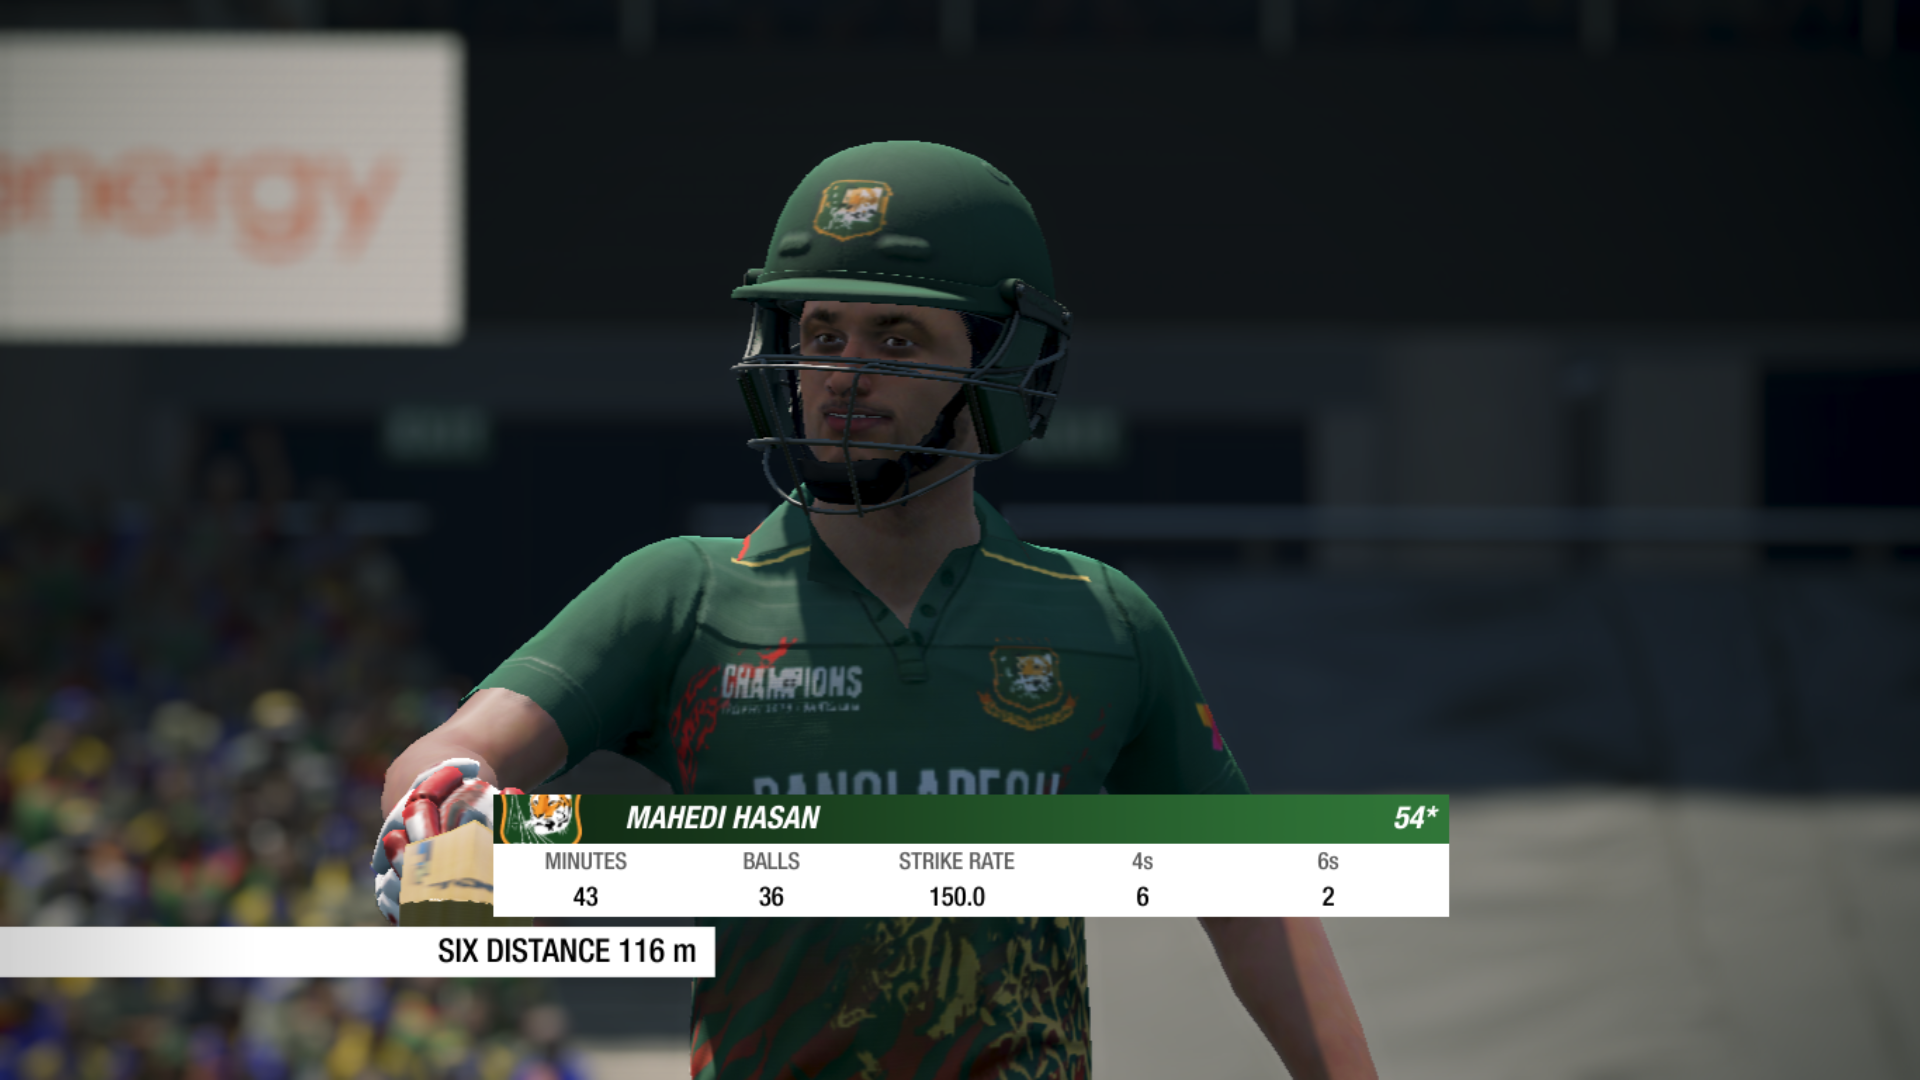 energy
CHAMPIONS
BANGLADESH
MAHEDI HASAN 54*
MINUTES BALLS STRIKE RATE 4s 6s
43 36 150.0 6 2
SIX DISTANCE 116 m